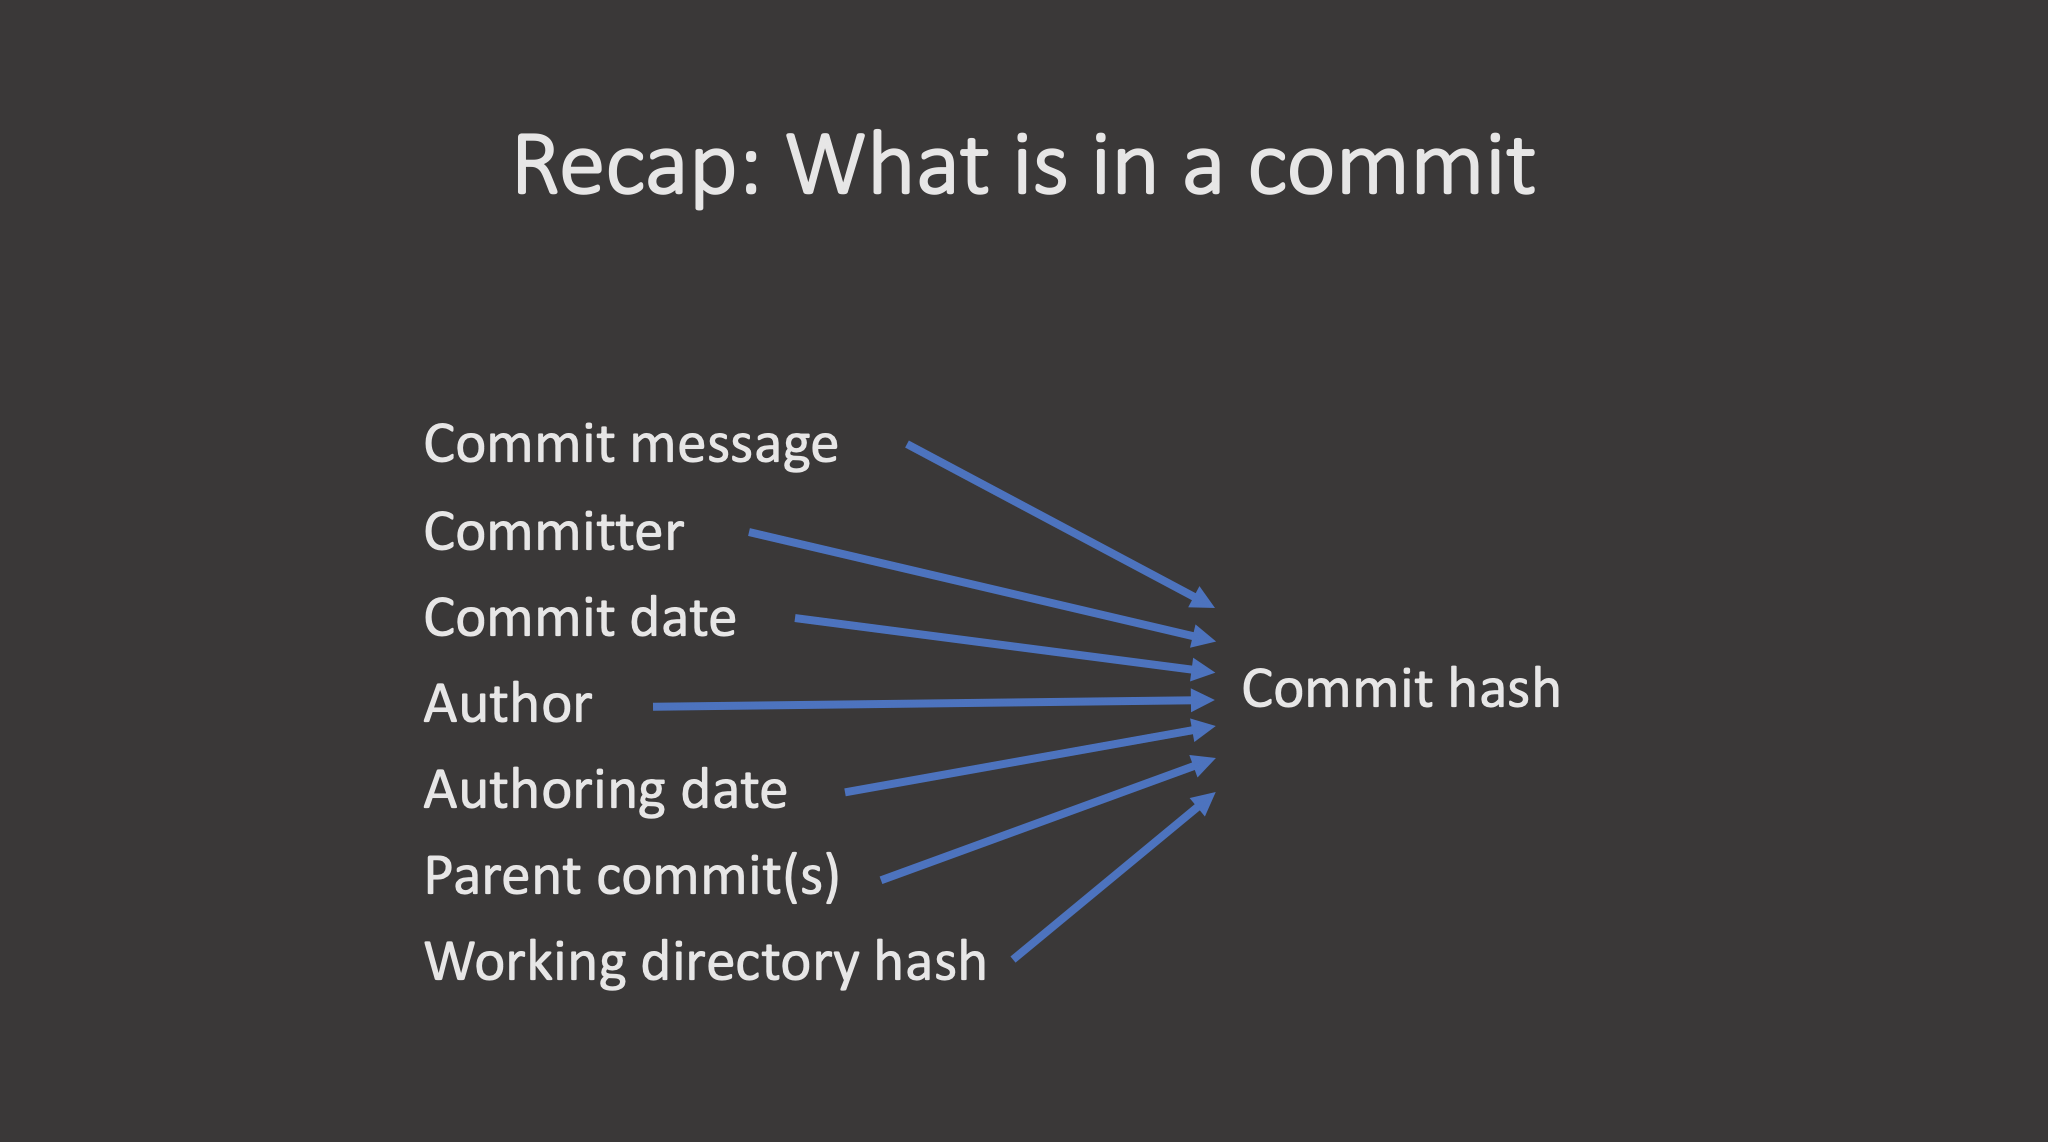 Recap: What is in a commit
Commit message
Committer
Commit date
Author
Authoring date
Parent commit(s)
Working directory hash
Commit hash